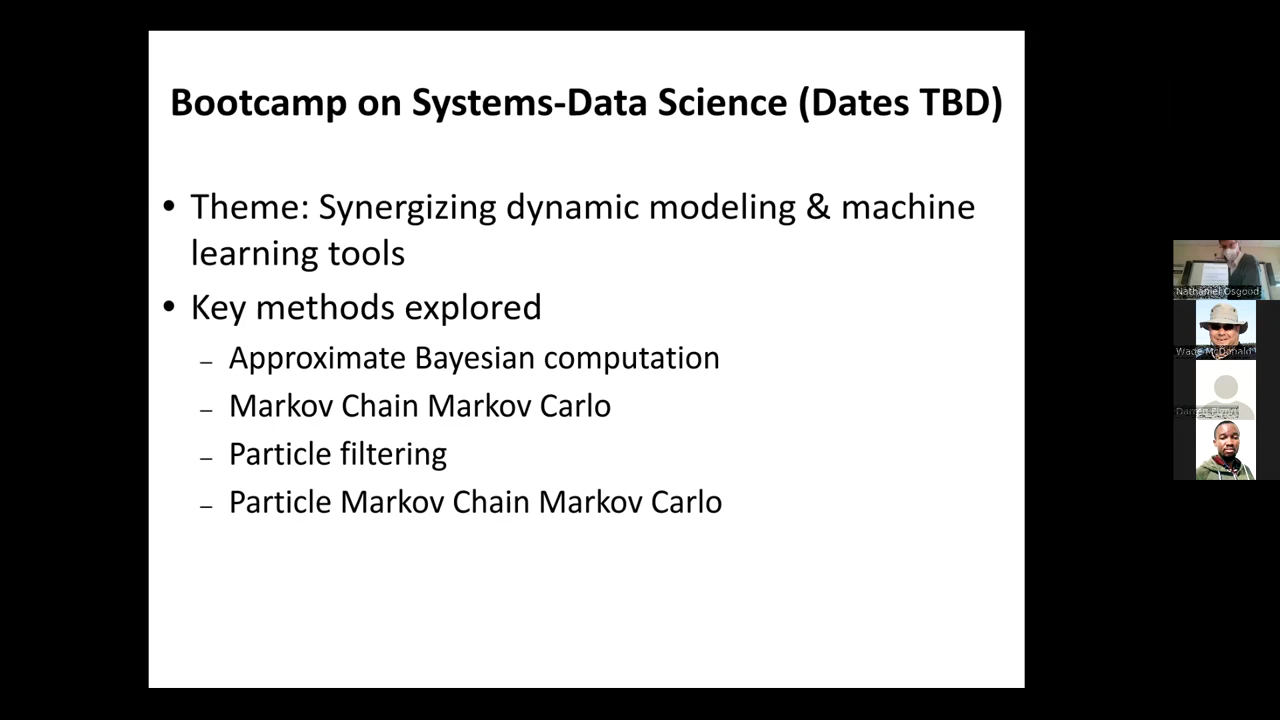 Bootcamp on Systems-Data Science (Dates TBD)
• Theme: Synergizing dynamic modeling & machine
learning tools
• Key methods explored
– Approximate Bayesian computation
– Markov Chain Markov Carlo
– Particle filtering
– Particle Markov Chain Markov Carlo
Nathaniel Osgood
Wade McDonald